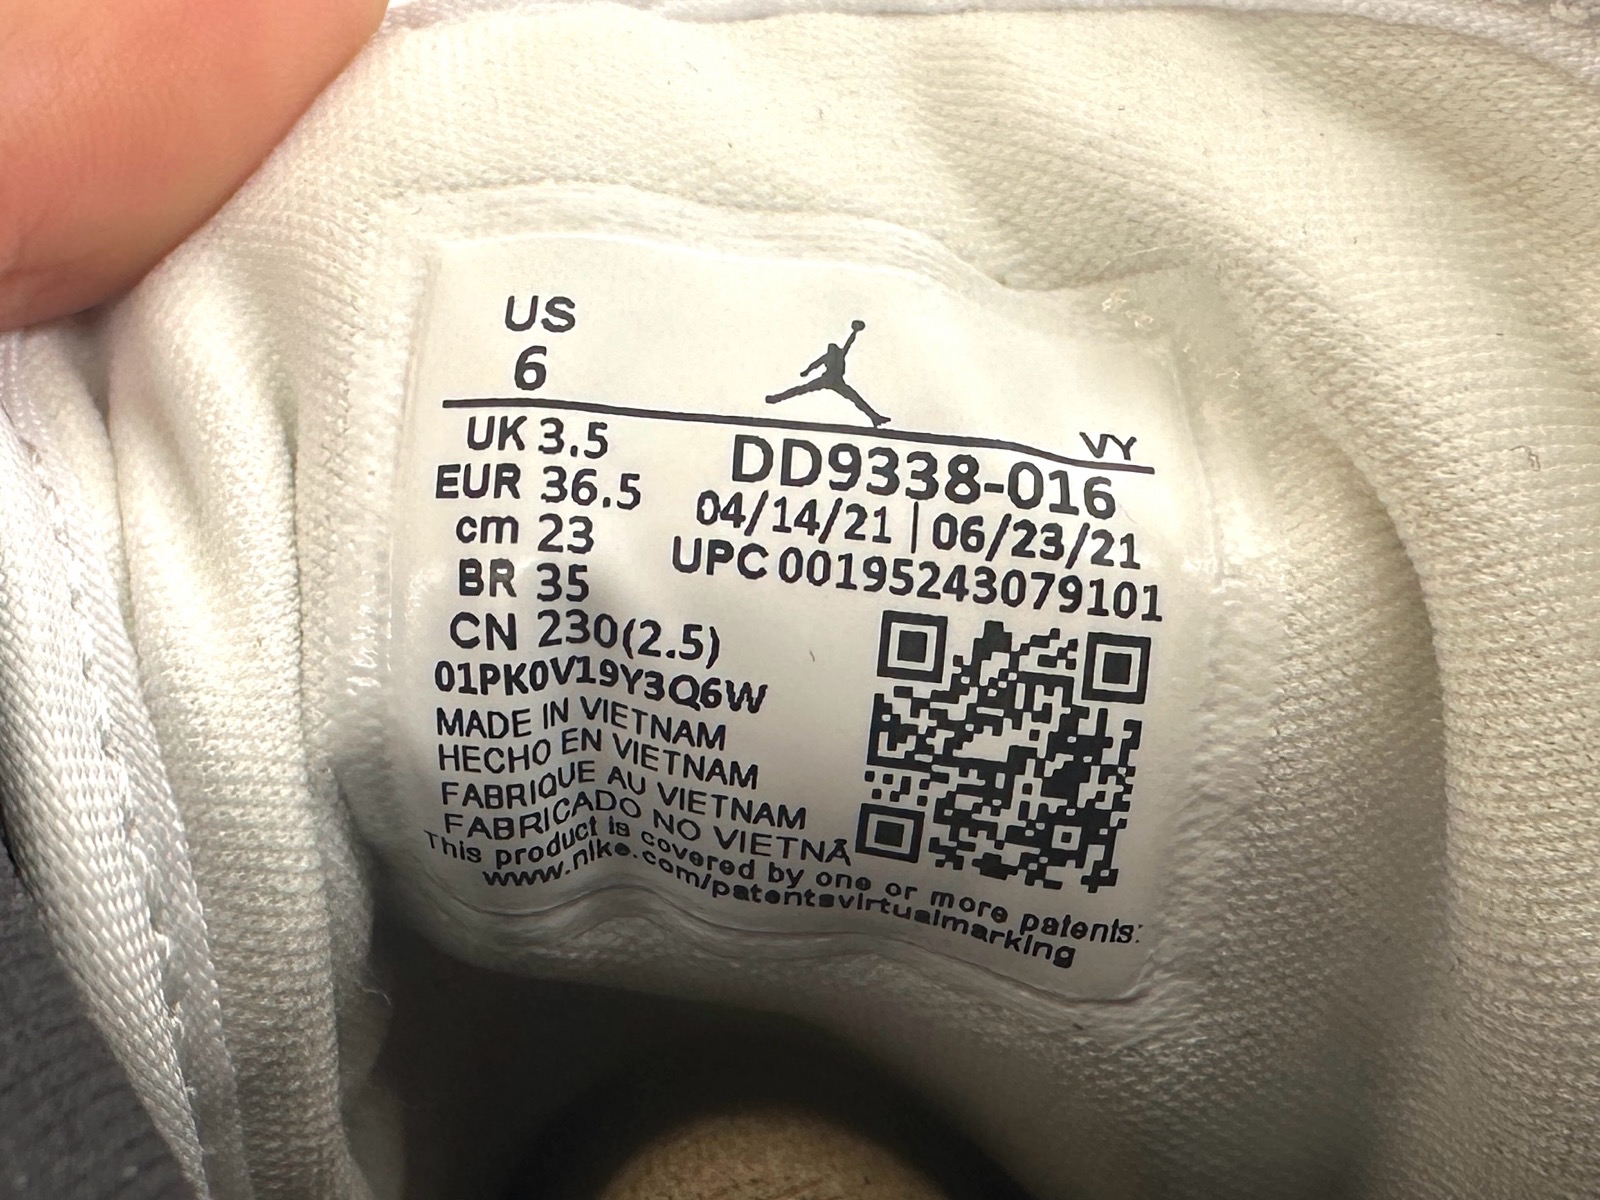 US
6
VY
UK 3.5
EUR 36.5
cm 23
BR 35
CN 230(2.5)
DD9338-016
04/14/21 | 06/23/21
UPC 00195243079101
01PK0V19Y3Q6W
MADE IN VIETNAM
HECHO EN VIETNAM
FABRIQUE AU VIETNAM
FABRICADO NO VIETNÃ
This product is covered by one or more patents:
www.nike.com/patentsvirtualmarking